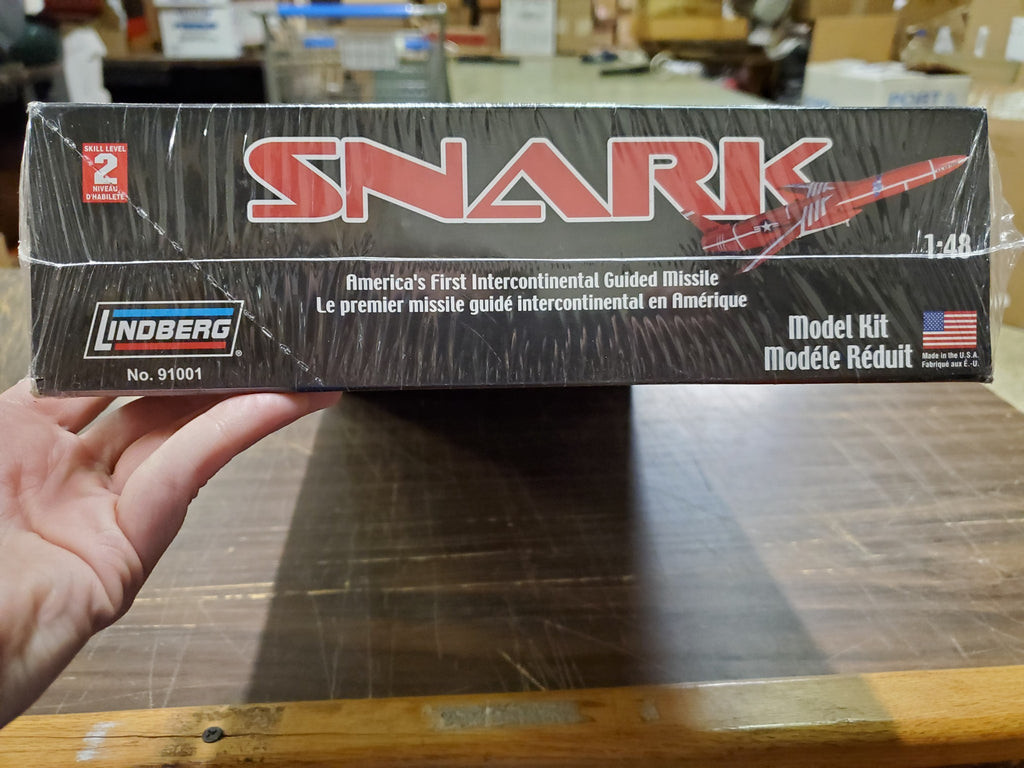 SKILL LEVEL
2
NIVEAU
D'HABILETÉ
SNARK
1:48
America's First Intercontinental Guided Missile
Le premier missile guidé intercontinental en Amérique
LINDBERG®
No. 91001
Model Kit
Modéle Réduit
Made in the U.S.A.
Fabriqué aux É.-U.
PORT